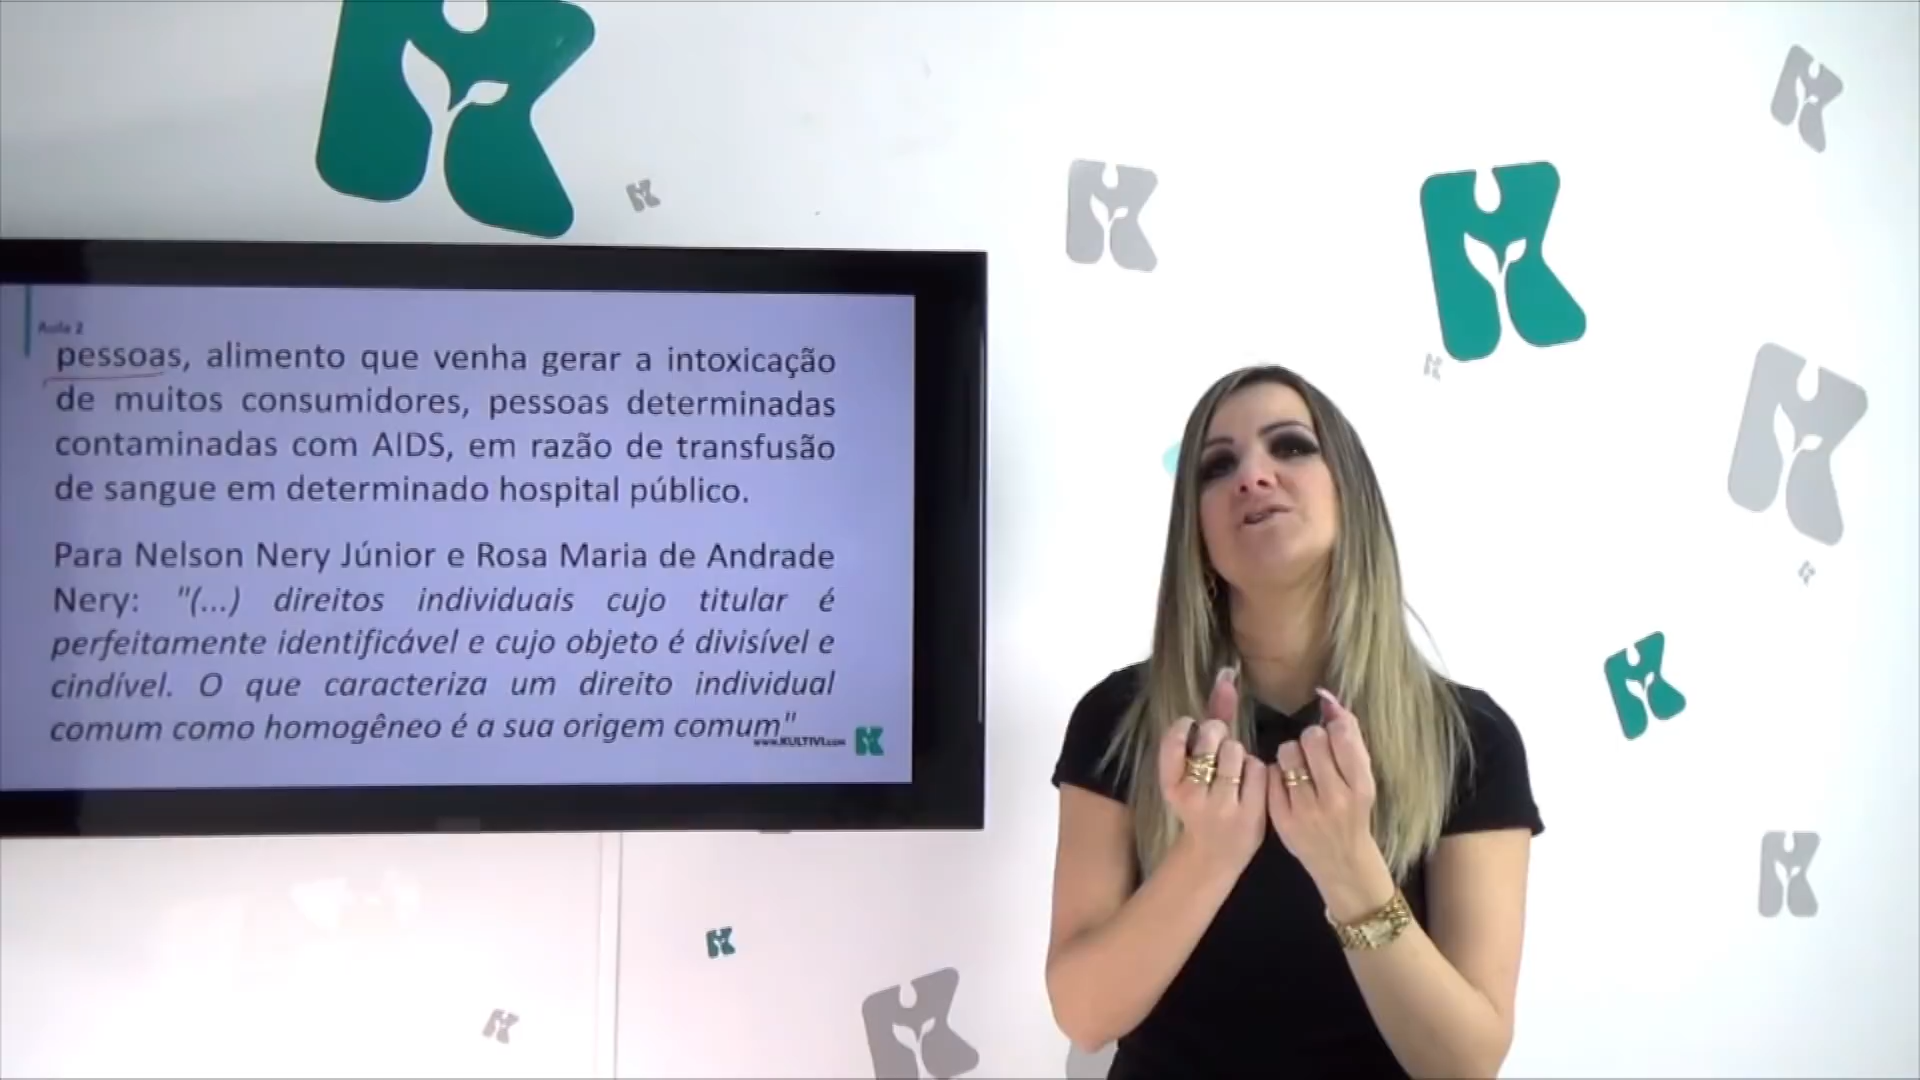 Aula 2
pessoas, alimento que venha gerar a intoxicação
de muitos consumidores, pessoas determinadas
contaminadas com AIDS, em razão de transfusão
de sangue em determinado hospital público.
Para Nelson Nery Júnior e Rosa Maria de Andrade
Nery: "(...) direitos individuais cujo titular é
perfeitamente identificável e cujo objeto é divisível e
cindível. O que caracteriza um direito individual
comum como homogêneo é a sua origem comum"
www.KULTIVI.com